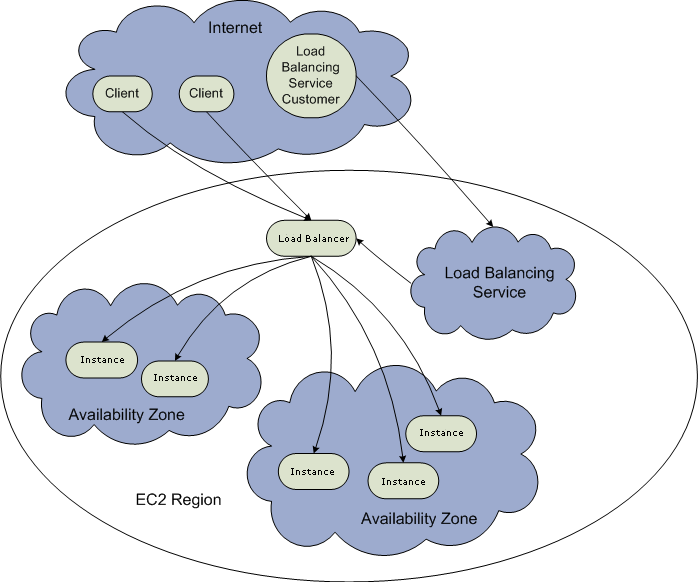 Internet
Load
Balancing
Service
Customer
Client
Client
Load Balancer
Load Balancing
Service
Instance
Instance
Availability Zone
Instance
Instance
Instance
EC2 Region
Availability Zone